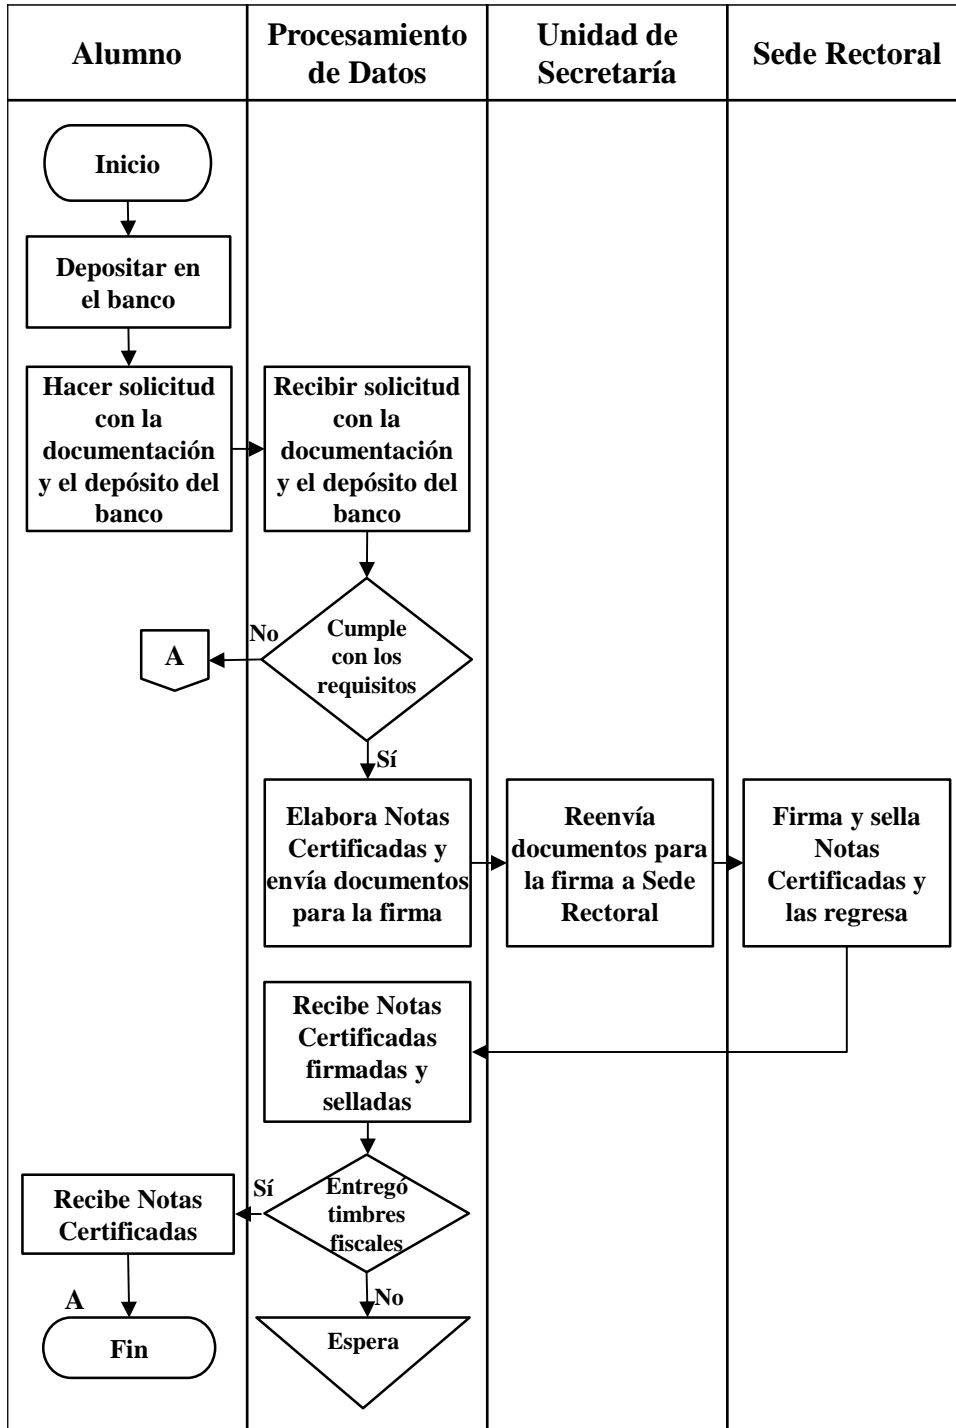 Alumno
Procesamiento
de Datos
Unidad de
Secretaría
Sede Rectoral
Inicio
Depositar en
el banco
Hacer solicitud
con la
documentación
y el depósito del
banco
Recibir solicitud
con la
documentación
y el depósito del
banco
No
A
Cumple
con los
requisitos
Sí
Elabora Notas
Certificadas y
envía documentos
para la firma
Reenvía
documentos para
la firma a Sede
Rectoral
Firma y sella
Notas
Certificadas y
las regresa
Recibe Notas
Certificadas
firmadas y
selladas
Entregó
timbres
fiscales
Sí
Recibe Notas
Certificadas
No
A
Fin
Espera